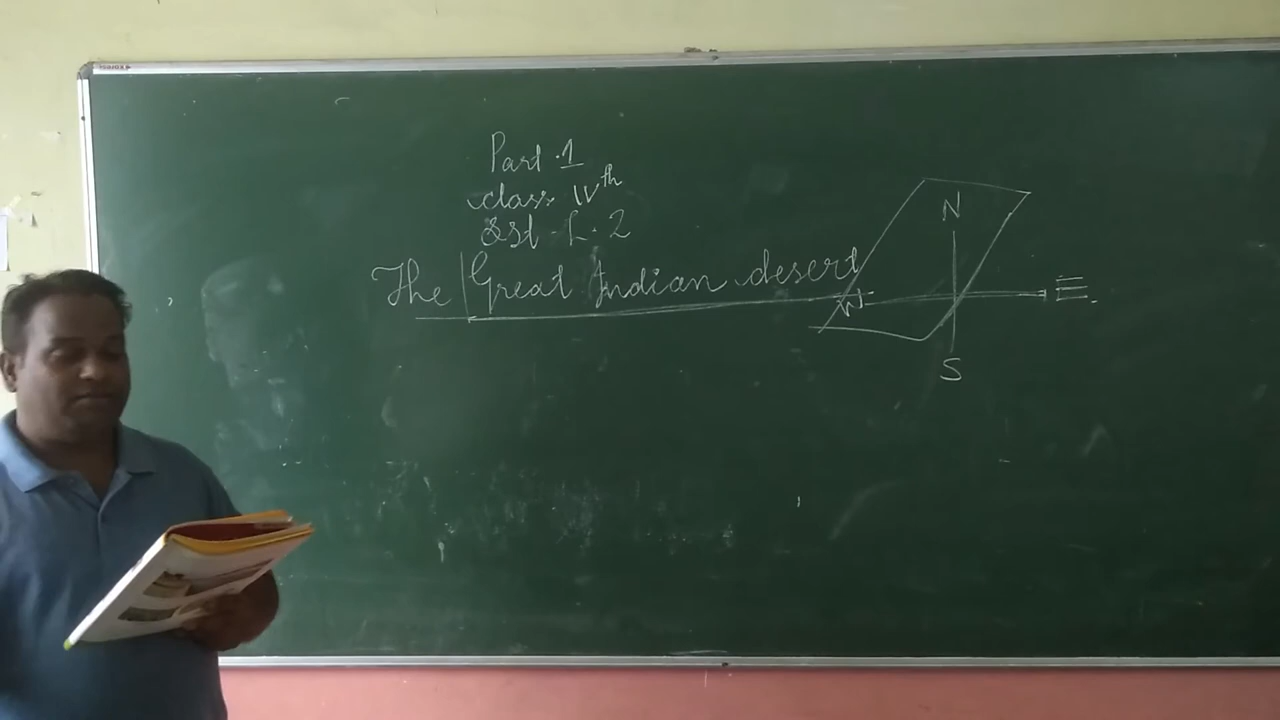 Part .1
class IVth
SSt - L. 2
The Great Indian desert
N
W
E
S